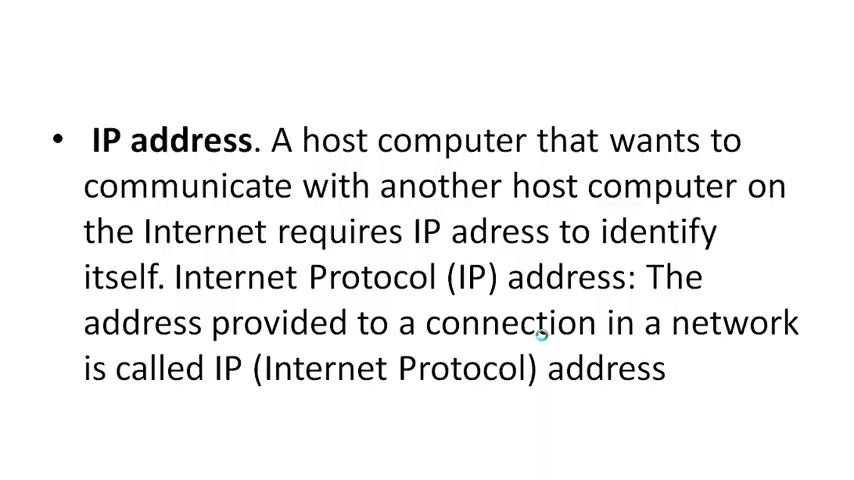 • IP address. A host computer that wants to
communicate with another host computer on
the Internet requires IP adress to identify
itself. Internet Protocol (IP) address: The
address provided to a connection in a network
is called IP (Internet Protocol) address